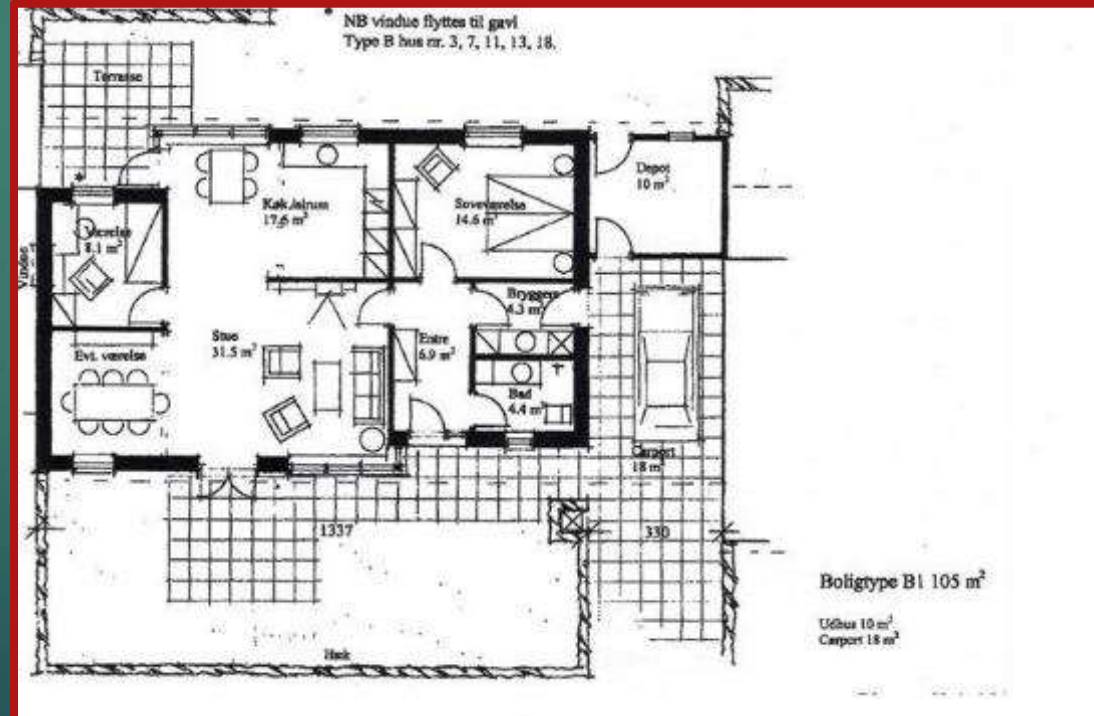 * NB vindue flyttes til gavl
Type B hus nr. 3, 7, 11, 13, 18.
Terrasse
Depot
10 m²
Køk./alrum
17.6 m²
Soveværelse
14.6 m²
Værelse
8.1 m²
Vindue
Bryggers
4.3 m²
Stue
31.5 m²
Entre
6.9 m²
Evt. værelse
Bad
4.4 m²
Carport
18 m²
1337
330
Boligtype B1 105 m²
Udhus 10 m²
Carport 18 m²
Hæk